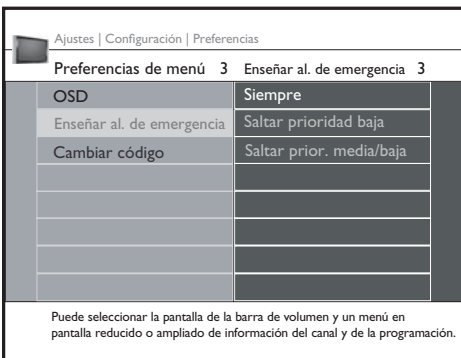 Ajustes | Configuración | Preferencias
Preferencias de menú 3 Enseñar al. de emergencia 3
OSD Siempre
Enseñar al. de emergencia Saltar prioridad baja
Cambiar código Saltar prior. media/baja
Puede seleccionar la pantalla de la barra de volumen y un menú en
pantalla reducido o ampliado de información del canal y de la programación.